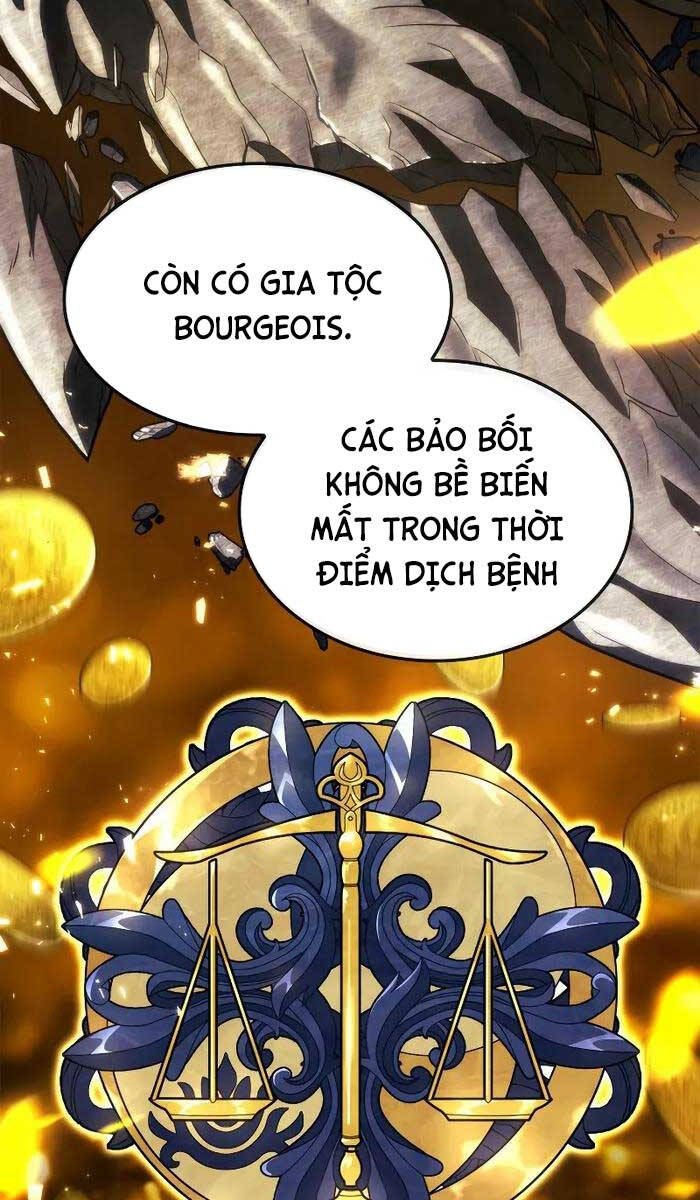 CÒN CÓ GIA TỘC
BOURGEOIS.
CÁC BẢO BỐI
KHÔNG BỀ BIẾN
MẤT TRONG THỜI
ĐIỂM DỊCH BỆNH